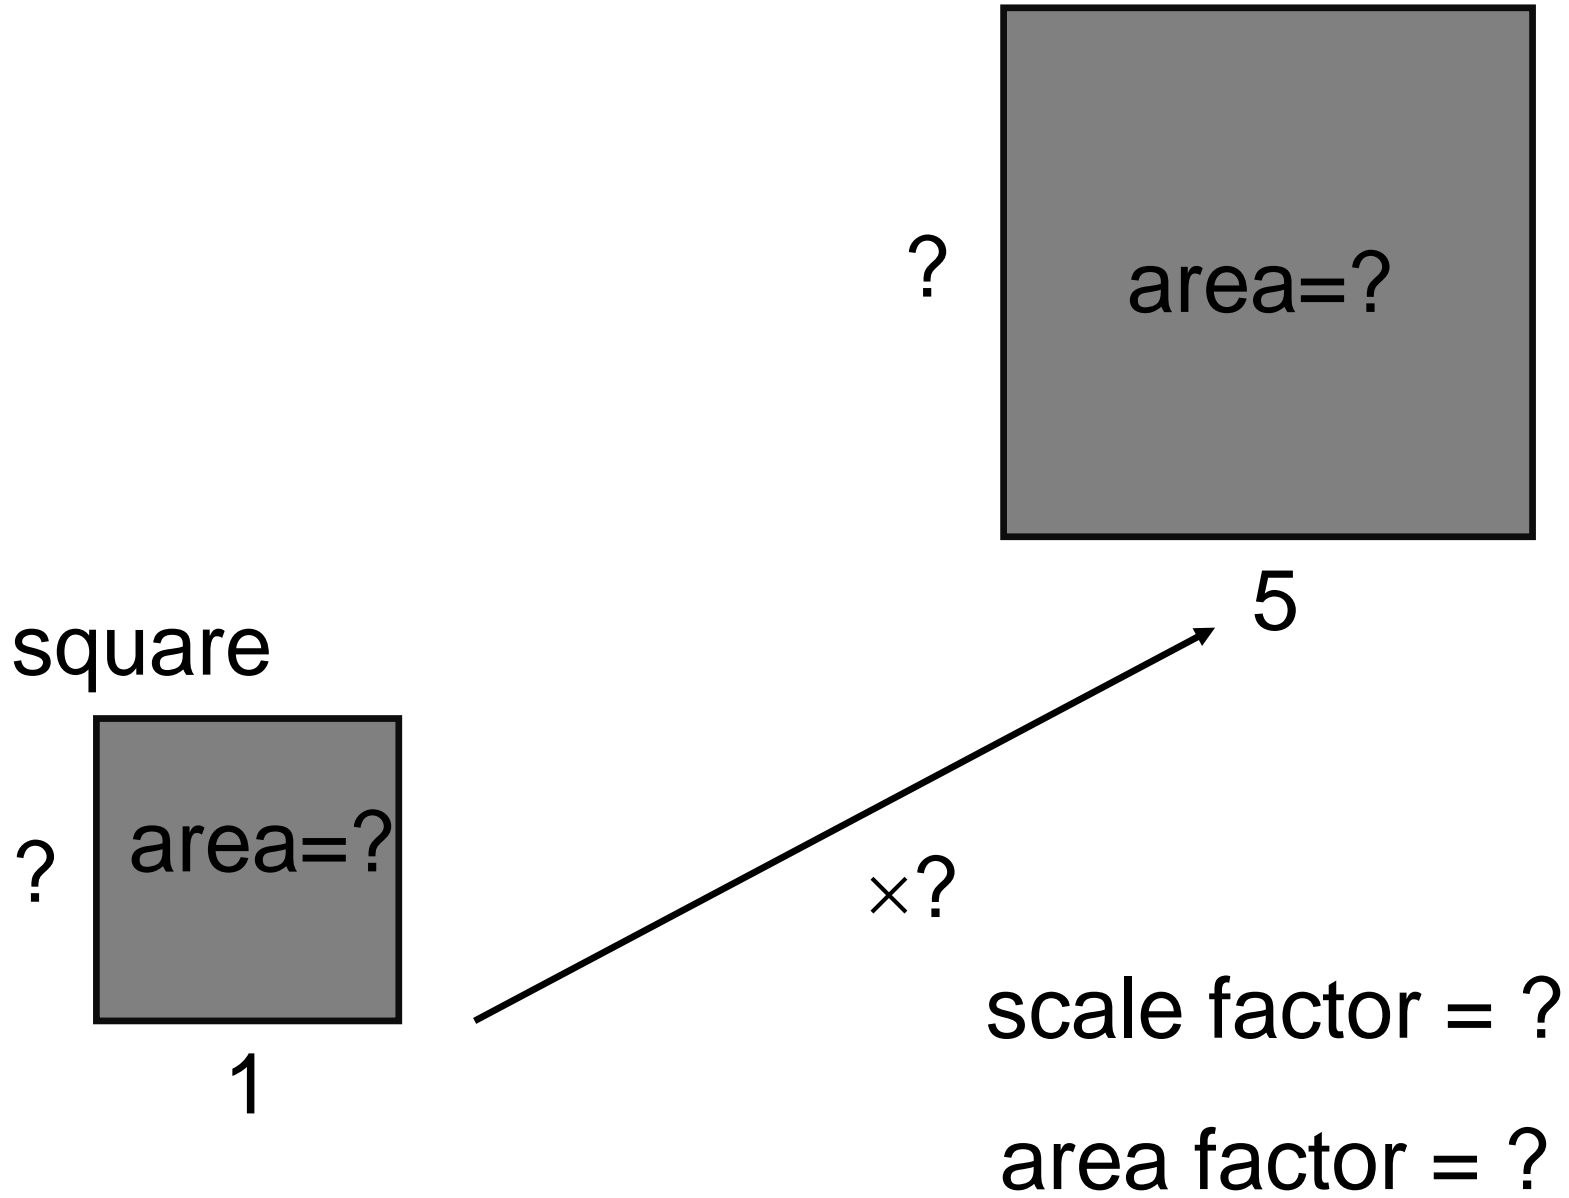 ?
area=?
5
square
?
area=?
×?
1
scale factor = ?
area factor = ?